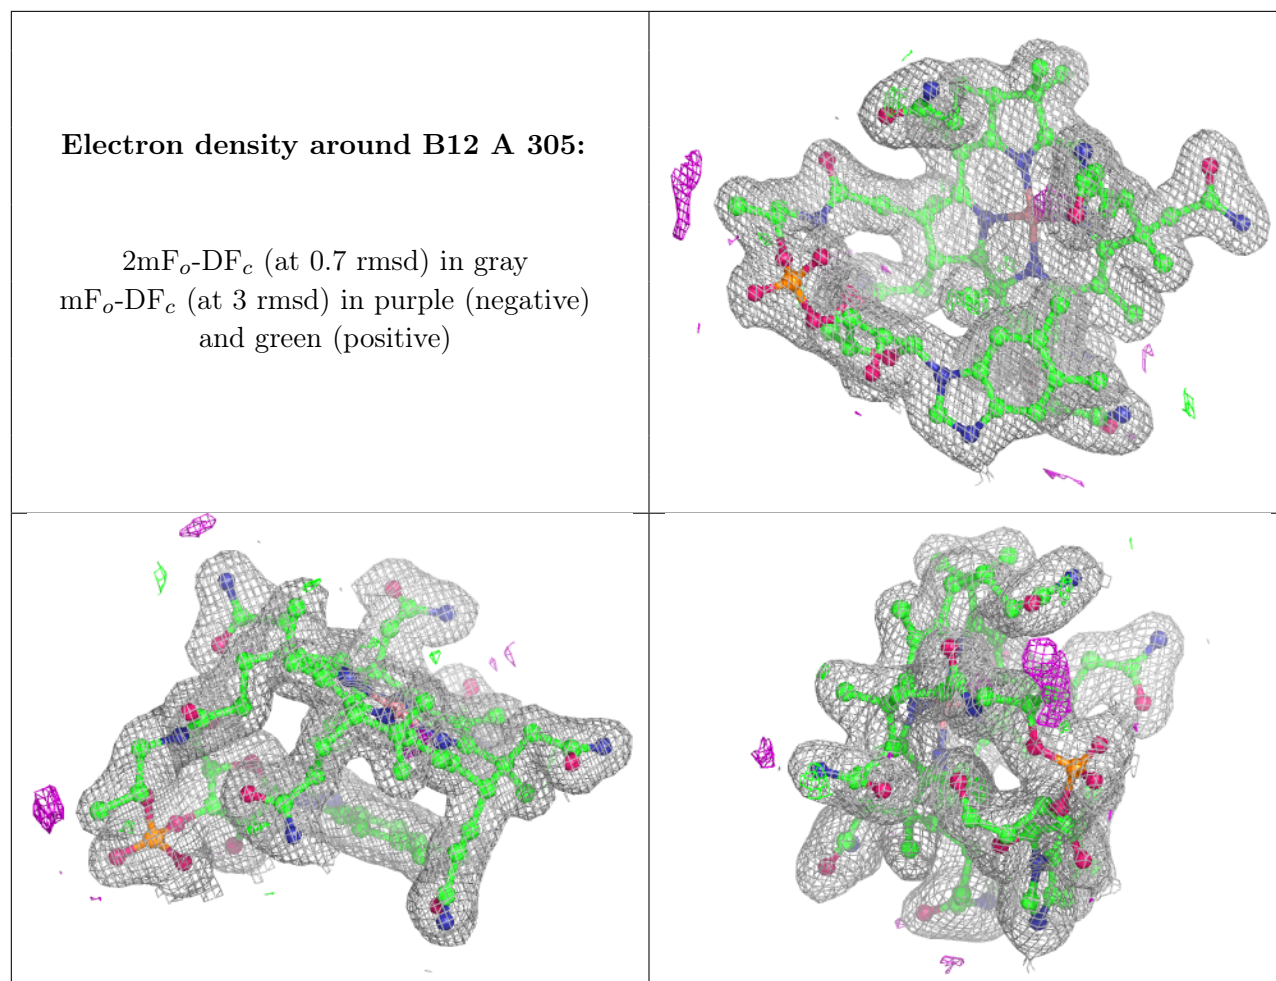 Electron density around B12 A 305:
2mFo-DFc (at 0.7 rmsd) in gray
mFo-DFc (at 3 rmsd) in purple (negative)
and green (positive)